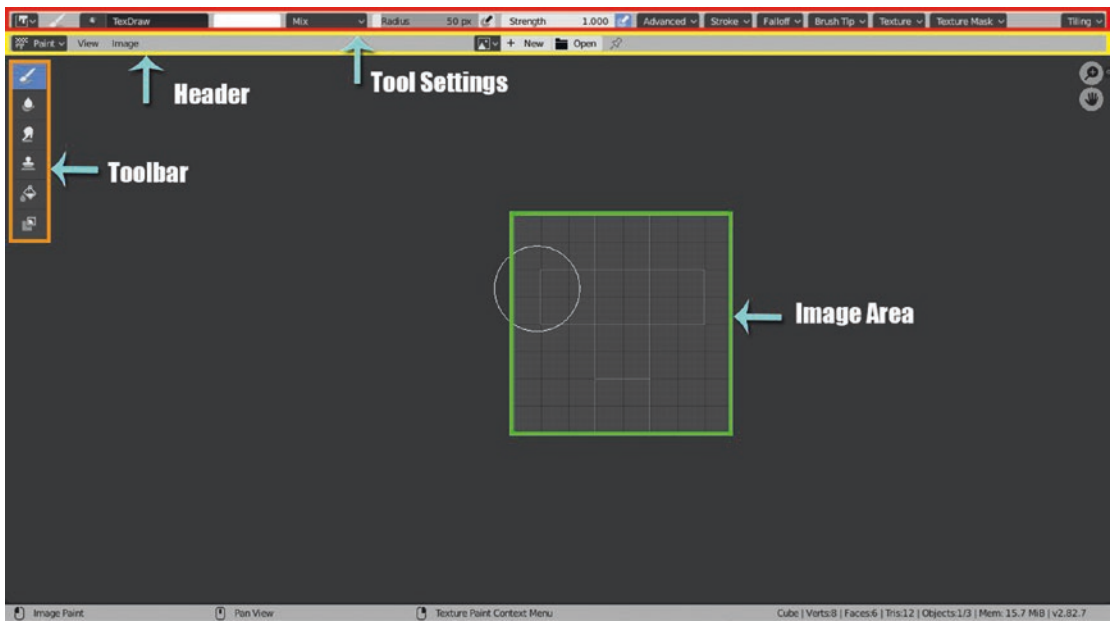 TexDraw Mix Radius 50 px Strength 1.000 Advanced Stroke Falloff Brush Tip Texture Texture Mask Tiling
Paint View Image + New Open
Header
Tool Settings
Toolbar
Image Area
Image Paint Pan View Texture Paint Context Menu Cube | Verts:8 | Faces:6 | Tris:12 | Objects:1/3 | Mem: 15.7 MiB | v2.82.7